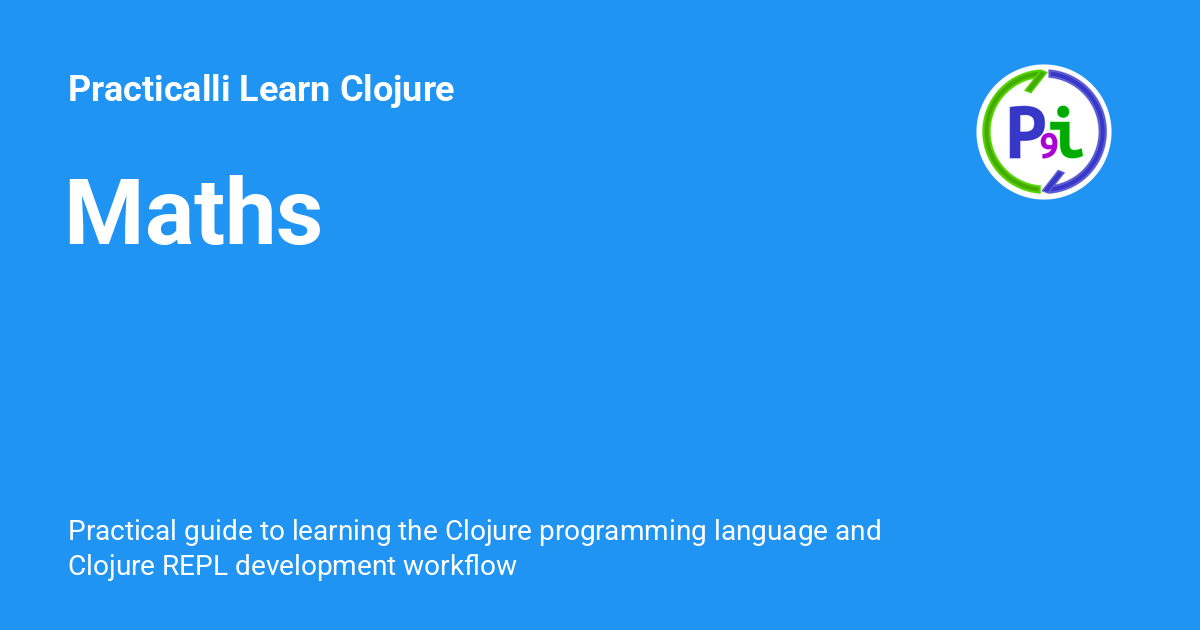 Practicalli Learn Clojure
P9i
Maths
Practical guide to learning the Clojure programming language and
Clojure REPL development workflow